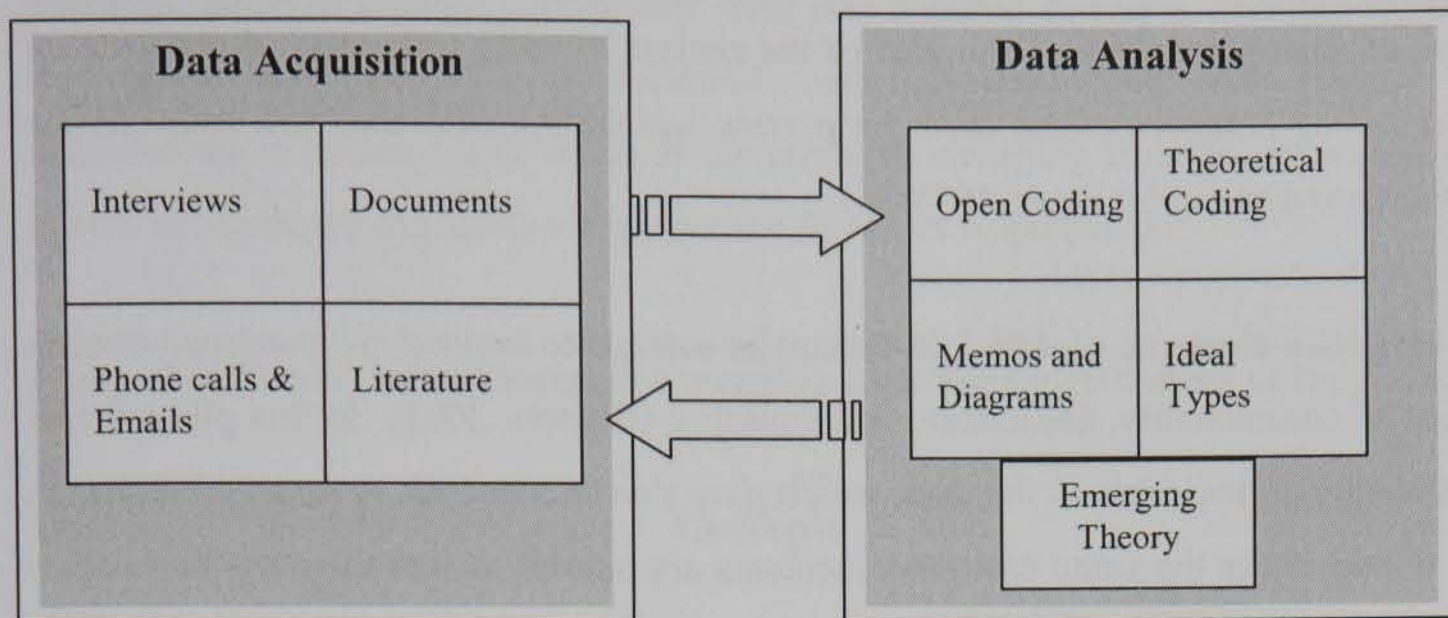 Data Acquisition
Interviews
Documents
Phone calls &
Emails
Literature
Data Analysis
Open Coding
Theoretical
Coding
Memos and
Diagrams
Ideal
Types
Emerging
Theory